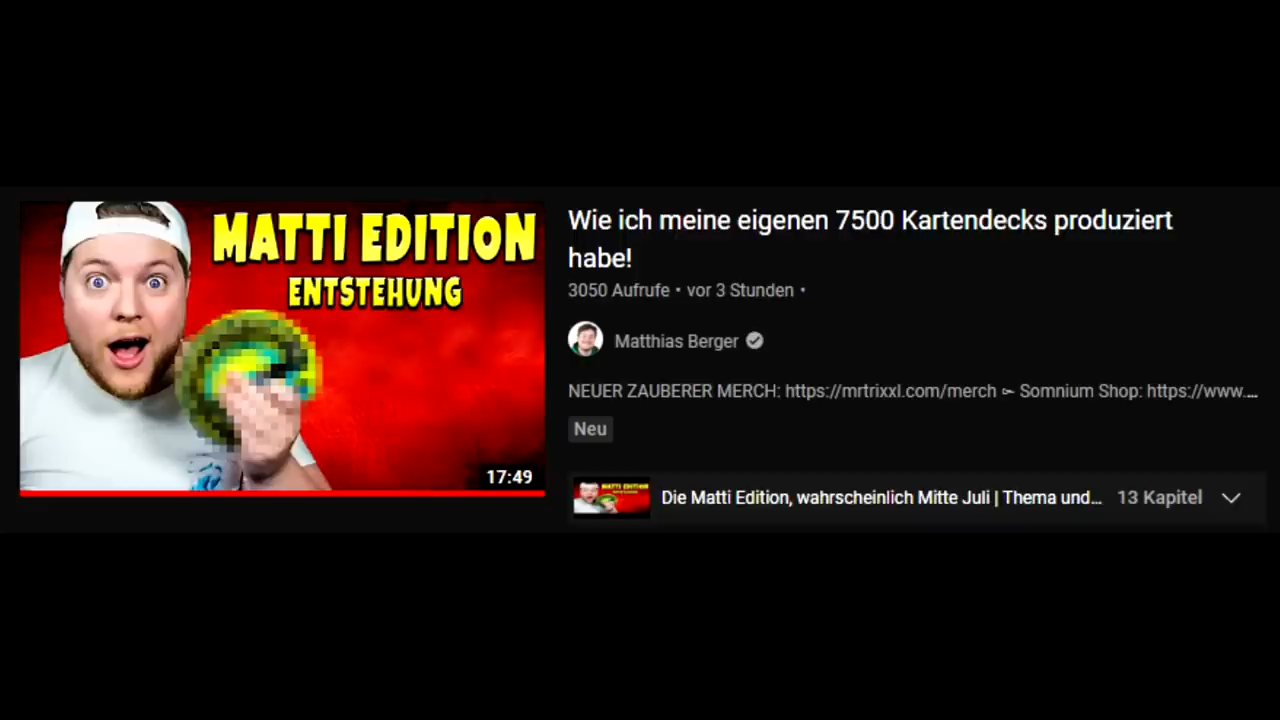 MATTI EDITION
ENTSTEHUNG
17:49
Wie ich meine eigenen 7500 Kartendecks produziert
habe!
3050 Aufrufe • vor 3 Stunden •
Matthias Berger
NEUER ZAUBERER MERCH: https://mrtrixxl.com/merch ⟜ Somnium Shop: https://www....
Neu
MATTI EDITION
Die Matti Edition, wahrscheinlich Mitte Juli | Thema und... 13 Kapitel